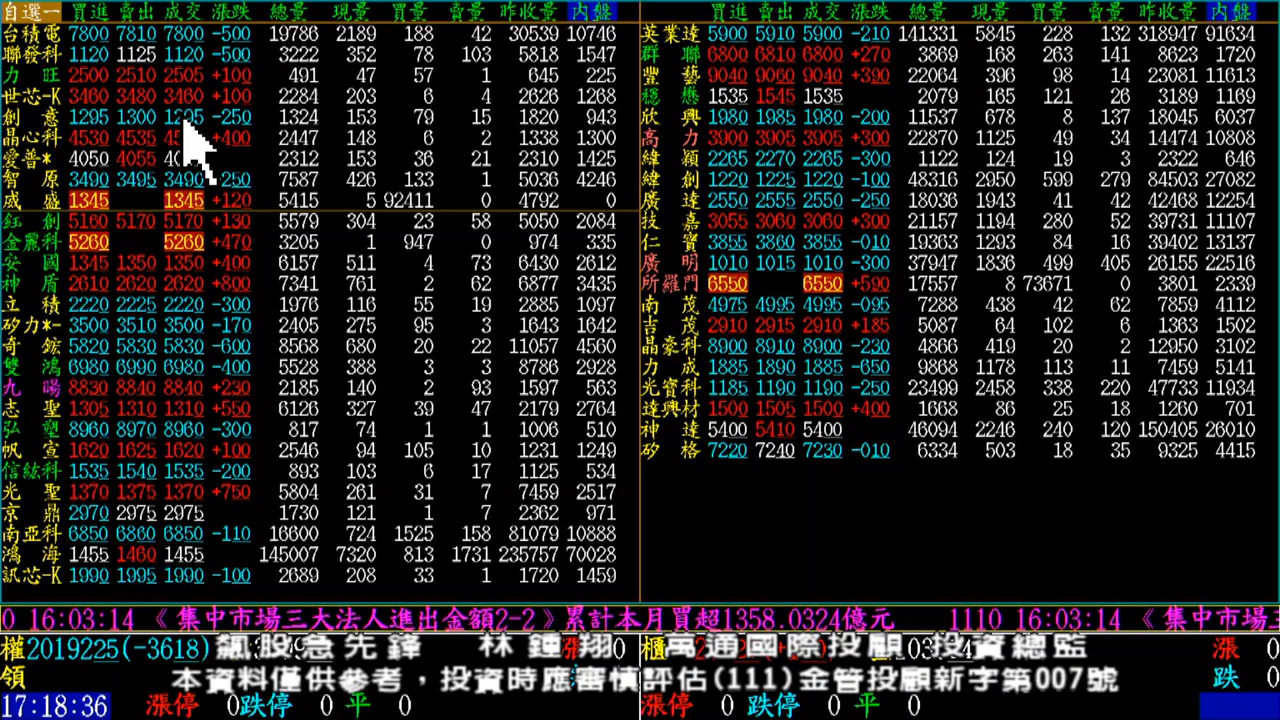 自選一 買進 賣出 成交 漲跌 總量 現量 買量 賣量 昨收量 內盤
台積電 7800 7810 7800 -500 19786 2189 188 42 30539 10746
聯發科 1120 1125 1120 -500 3222 352 78 103 5818 1547
力旺 2500 2510 2505 +100 491 47 57 1 645 225
世芯-K 3460 3480 3460 +100 2284 203 6 4 2626 1268
創意 1295 1300 1295 -250 1324 153 79 15 1820 943
晶心科 4530 4535 45 +400 2447 148 6 2 1338 1300
愛普* 4050 4055 40 2312 153 36 21 2310 1425
智原 3490 3495 3490 -250 7587 426 133 1 5036 4246
威盛 1345 1345 +120 5415 5 92411 0 4792 0
鈺創 5160 5170 5170 +130 5579 304 23 58 5050 2084
金麗科 5260 5260 +470 3205 1 947 0 974 335
安國 1345 1350 1350 +400 6157 511 4 73 6430 2612
神盾 2610 2620 2620 +800 7341 761 2 62 6877 3435
立積 2220 2225 2220 -300 1976 116 55 19 2885 1097
矽力*- 3500 3510 3500 -170 2405 275 95 3 1643 1642
奇鋐 5820 5830 5830 -600 8568 680 20 22 11057 4560
雙鴻 6980 6990 6980 -400 5528 388 3 3 8786 2928
九暘 8830 8840 8840 +230 2185 140 2 93 1597 563
志聖 1305 1310 1310 +550 6126 327 39 47 2179 2764
弘塑 8960 8970 8960 -300 817 74 1 1 1006 510
帆宣 1620 1625 1620 +100 2546 94 105 10 1231 1249
信紘科 1535 1540 1535 -200 893 103 6 17 1125 534
光聖 1370 1375 1370 +750 5804 261 31 7 7459 2517
京鼎 2970 2975 2975 1730 121 1 7 2362 971
南亞科 6850 6860 6850 -110 16600 724 1525 158 81079 10888
鴻海 1455 1460 1455 145007 7320 813 1731 235757 70028
訊芯-K 1990 1995 1990 -100 2689 208 33 1 1720 1459
買進 賣出 成交 漲跌 總量 現量 買量 賣量 昨收量 內盤
英業達 5900 5910 5900 -210 141331 5845 228 132 318947 91634
群聯 6800 6810 6800 +270 3869 168 263 141 8623 1720
豐藝 9040 9060 9040 +390 22064 396 98 14 23081 11613
穩懋 1535 1545 1535 2079 165 121 26 3189 1171
欣興 1980 1985 1980 -200 11537 678 8 137 18045 6037
高力 3900 3905 3905 +300 22870 1125 49 34 14474 10808
緯穎 2265 2270 2265 -300 1122 124 19 3 2322 646
緯創 1220 1225 1220 -100 48316 2950 599 279 84503 27082
廣達 2550 2555 2550 -250 18036 1943 41 41 42468 12254
技嘉 3055 3060 3060 +300 21157 1194 280 52 39731 11107
仁寶 3855 3860 3855 -010 19363 1293 84 16 39402 13137
廣明 1010 1015 1010 -300 37947 1836 499 405 26155 22516
所羅門 6550 6550 +590 17557 8 73671 0 3801 2339
南茂 4975 4995 4995 -095 7288 438 42 62 7859 4112
吉茂 2910 2915 2910 +185 5087 64 102 6 1363 1502
晶豪科 8900 8910 8900 -230 4866 419 20 2 12950 3102
力成 1885 1890 1885 -650 9868 1178 113 11 7459 5141
光寶科 1185 1190 1190 -250 23499 2458 338 220 47733 11934
達興材 1500 1505 1500 +400 1668 86 25 18 1260 701
神達 5400 5410 5400 46094 2246 240 120 150405 26010
矽格 7220 7240 7230 -010 6334 503 18 35 9325 4415
0 16:03:14 《集中市場三大法人進出金額2-2》累計本月買超1358.0324億元 1110 16:03:14 《集中市場三
權2019225(-3618) 漲 0 櫃 漲 0
飆股急先鋒 林鍾翔 萬通國際投顧 投資總監
領 跌 0
本資料僅供參考，投資時應審慎評估(111)金管投顧新字第007號
17:18:36 漲停 0跌停 0 平 0 漲停 0 跌停 0 平 0